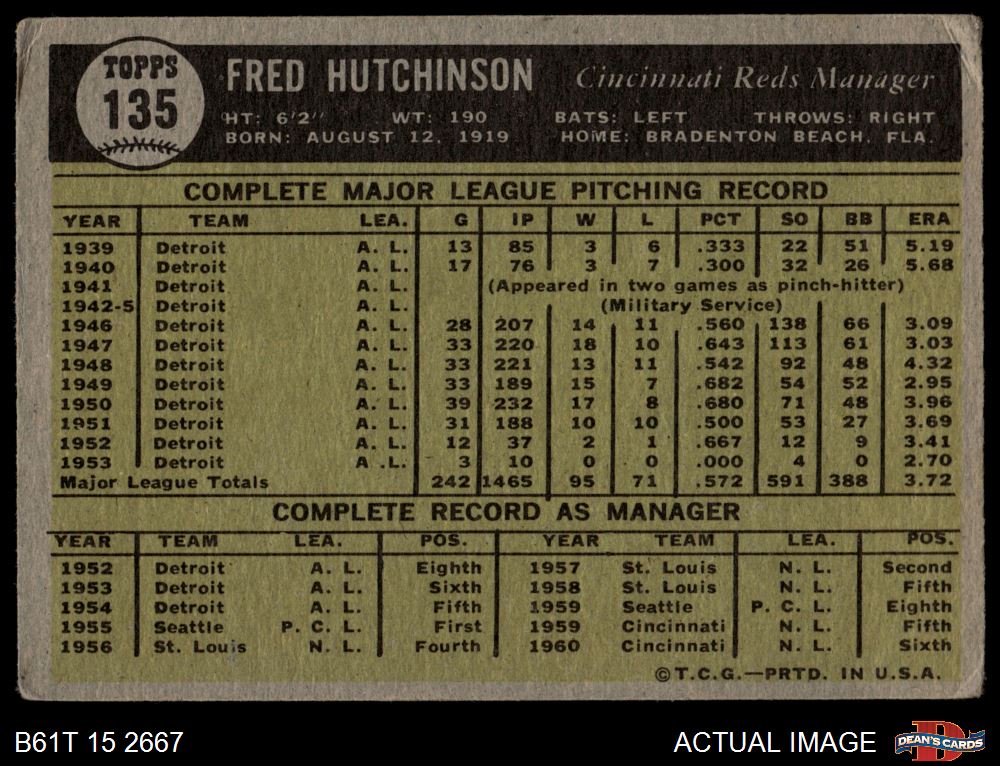 TOPPS
135
FRED HUTCHINSON Cincinnati Reds Manager
HT: 6'2" WT: 190 BATS: LEFT THROWS: RIGHT
BORN: AUGUST 12, 1919 HOME: BRADENTON BEACH, FLA.
COMPLETE MAJOR LEAGUE PITCHING RECORD
YEAR TEAM LEA. G IP W L PCT SO BB ERA
1939 Detroit A. L. 13 85 3 6 .333 22 51 5.19
1940 Detroit A. L. 17 76 3 7 .300 32 26 5.68
1941 Detroit A. L. (Appeared in two games as pinch-hitter)
1942-5 Detroit A. L. (Military Service)
1946 Detroit A. L. 28 207 14 11 .560 138 66 3.09
1947 Detroit A. L. 33 220 18 10 .643 113 61 3.03
1948 Detroit A. L. 33 221 13 11 .542 92 48 4.32
1949 Detroit A. L. 33 189 15 7 .682 54 52 2.95
1950 Detroit A. L. 39 232 17 8 .680 71 48 3.96
1951 Detroit A. L. 31 188 10 10 .500 53 27 3.69
1952 Detroit A. L. 12 37 2 1 .667 12 9 3.41
1953 Detroit A .L. 3 10 0 0 .000 4 0 2.70
Major League Totals 242 1465 95 71 .572 591 388 3.72
COMPLETE RECORD AS MANAGER
YEAR TEAM LEA. POS. YEAR TEAM LEA. POS.
1952 Detroit A. L. Eighth 1957 St. Louis N. L. Second
1953 Detroit A. L. Sixth 1958 St. Louis N. L. Fifth
1954 Detroit A. L. Fifth 1959 Seattle P. C. L. Eighth
1955 Seattle P. C. L. First 1959 Cincinnati N. L. Fifth
1956 St. Louis N. L. Fourth 1960 Cincinnati N. L. Sixth
©T.C.G.—PRTD. IN U.S.A.
B61T 15 2667 ACTUAL IMAGE DEAN'S CARDS